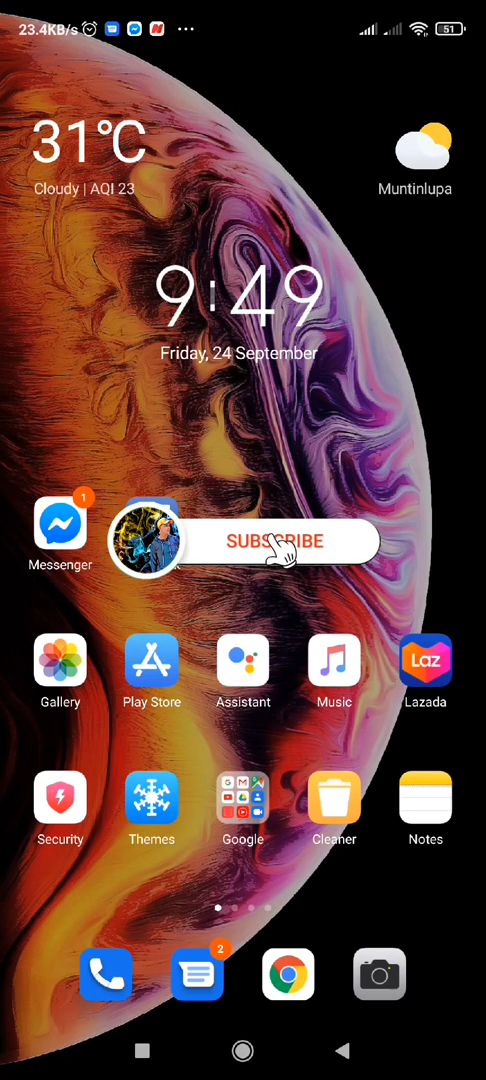 23.4KB/s
51
31℃
Cloudy | AQI 23
Muntinlupa
9:49
Friday, 24 September
1
Messenger
SUBSCRIBE
Laz
Gallery
Play Store
Assistant
Music
Lazada
Security
Themes
Google
Cleaner
Notes
2